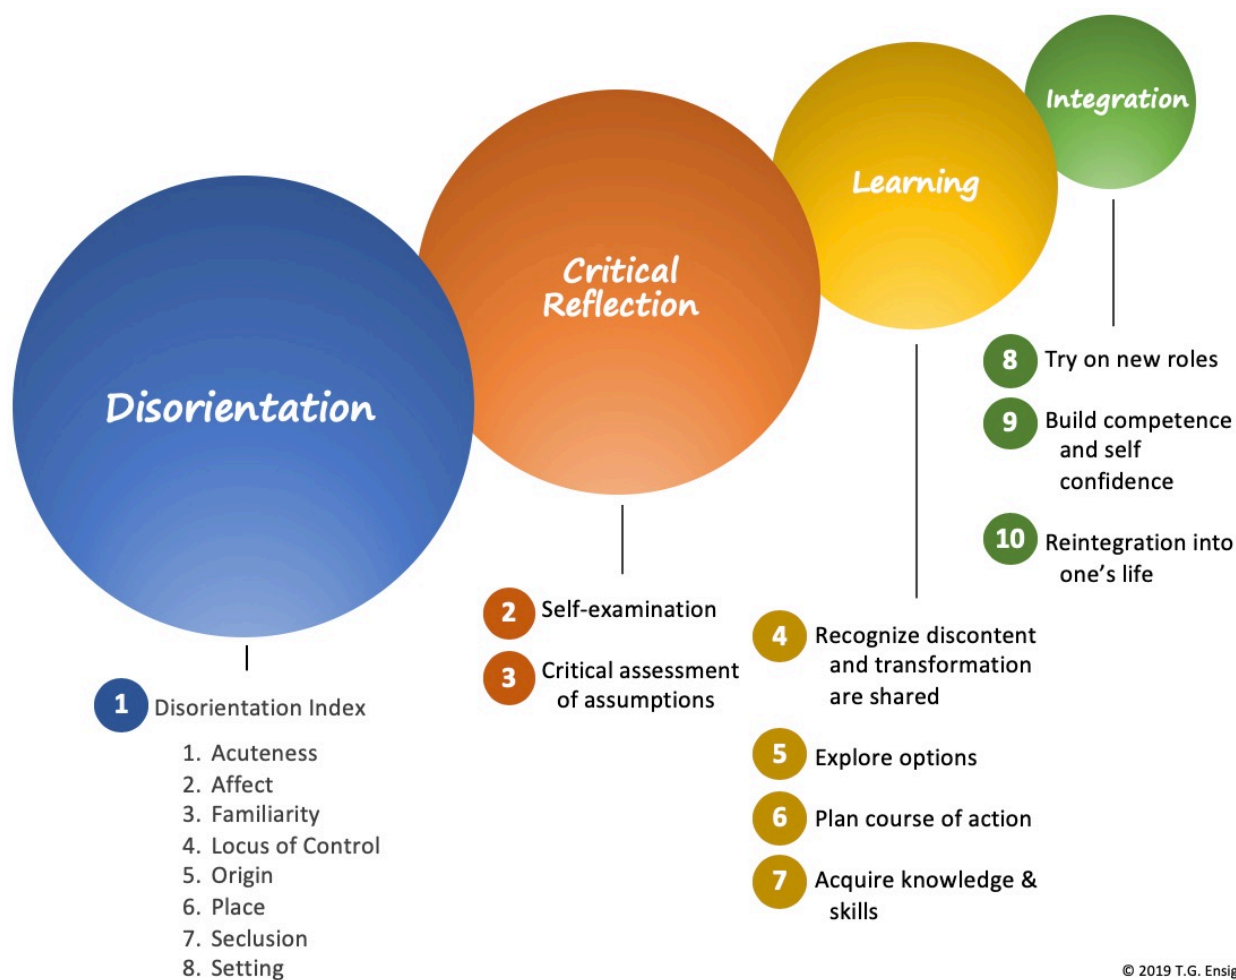 Disorientation
Critical
Reflection
Learning
Integration
1 Disorientation Index
1. Acuteness
2. Affect
3. Familiarity
4. Locus of Control
5. Origin
6. Place
7. Seclusion
8. Setting
2 Self-examination
3 Critical assessment
of assumptions
4 Recognize discontent
and transformation
are shared
5 Explore options
6 Plan course of action
7 Acquire knowledge &
skills
8 Try on new roles
9 Build competence
and self
confidence
10 Reintegration into
one's life
© 2019 T.G.